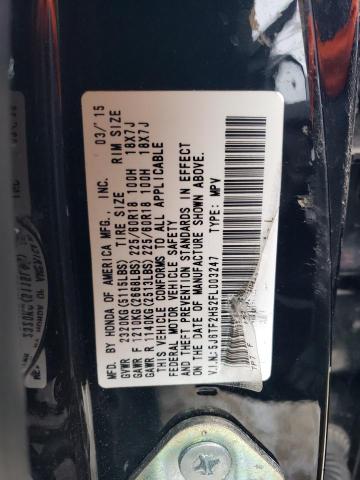 MFD. BY HONDA OF AMERICA MFG., INC. 03/'15
GVWR 2320KG(5115LBS) TIRE SIZE RIM SIZE
GAWR F 1210KG(2668LBS) 225/60R18 100H 18X7J
GAWR R 1140KG(2513LBS) 225/60R18 100H 18X7J
THIS VEHICLE CONFORMS TO ALL APPLICABLE
FEDERAL MOTOR VEHICLE SAFETY
AND THEFT PREVENTION STANDARDS IN EFFECT
ON THE DATE OF MANUFACTURE SHOWN ABOVE.
V.I.N.: 5J8TF2H52FL003247 TYPE: MPV